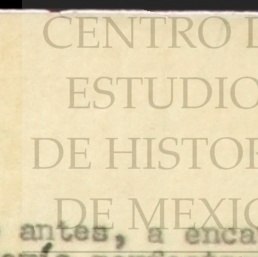 CENTRO D
ESTUDIO
DE HISTOR
DE MEXIC
antes, a enca